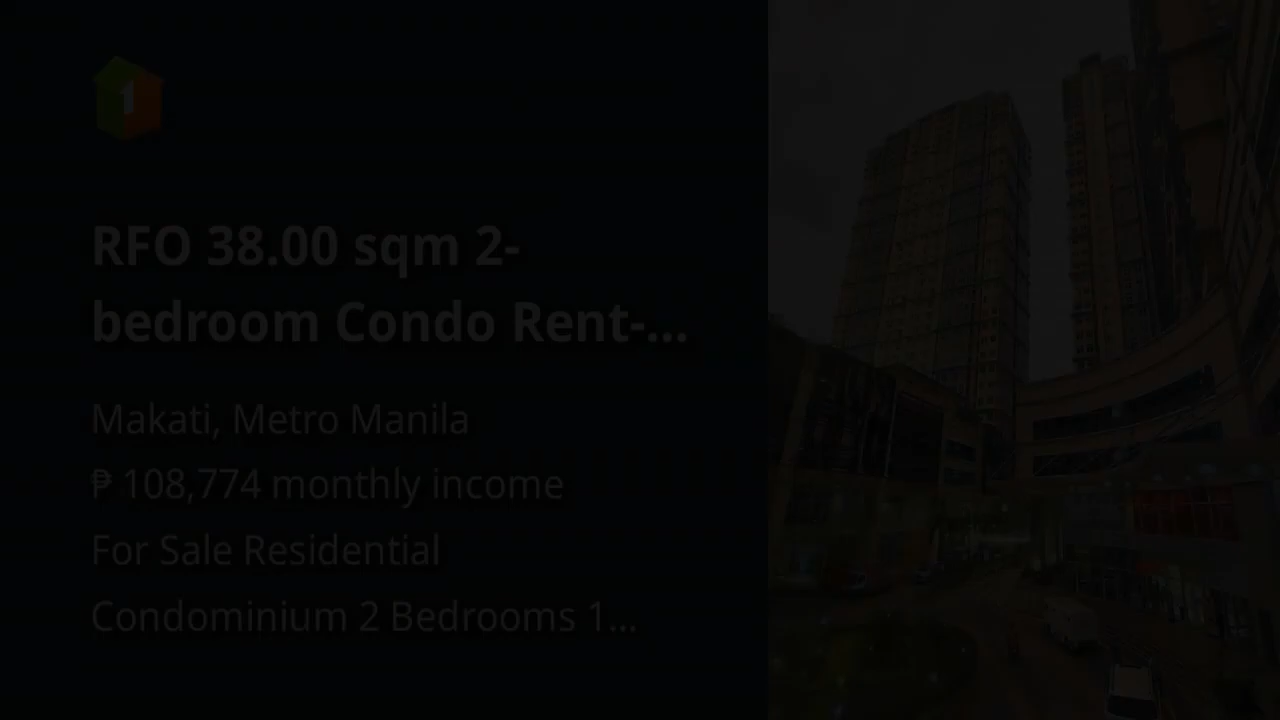 1
RFO 38.00 sqm 2-
bedroom Condo Rent-...
Makati, Metro Manila
₱ 108,774 monthly income
For Sale Residential
Condominium 2 Bedrooms 1...